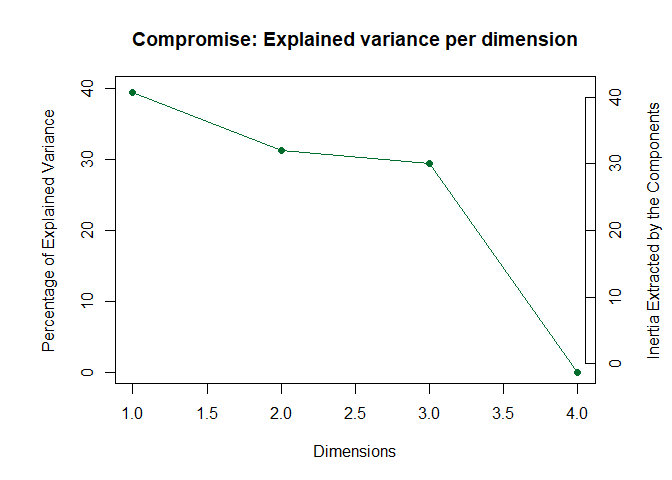 Compromise: Explained variance per dimension
Percentage of Explained Variance
40
30
20
10
0
40
30
20
10
0
Inertia Extracted by the Components
1.0 1.5 2.0 2.5 3.0 3.5 4.0
Dimensions